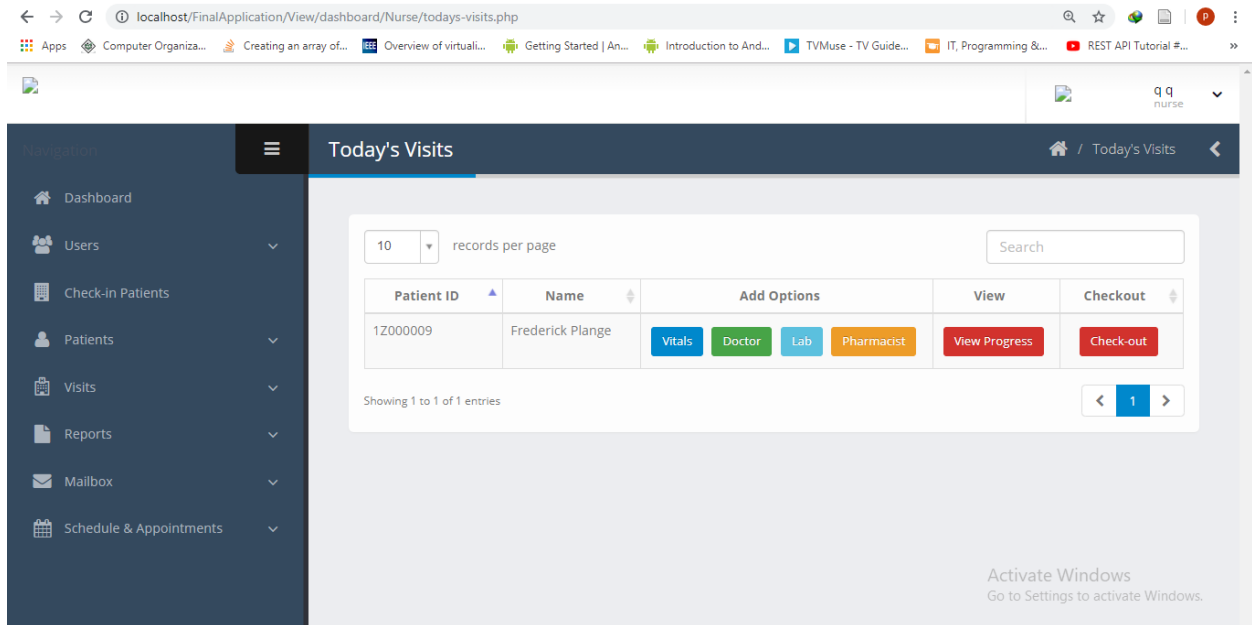 localhost/FinalApplication/View/dashboard/Nurse/todays-visits.php
P
Apps Computer Organiza... Creating an array of... IEEE Overview of virtuali... Getting Started | An... Introduction to And... TVMuse - TV Guide... IT, Programming &... REST API Tutorial #... »
q q
nurse
Navigation
Today's Visits
/ Today's Visits
Dashboard
Users
Check-in Patients
Patients
Visits
Reports
Mailbox
Schedule & Appointments
10 records per page
Search
Patient ID Name Add Options View Checkout
1Z000009 Frederick Plange Vitals Doctor Lab Pharmacist View Progress Check-out
Showing 1 to 1 of 1 entries
1
Activate Windows
Go to Settings to activate Windows.